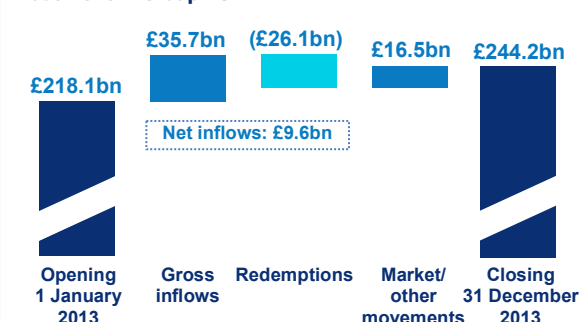 £35.7bn
(£26.1bn)
£16.5bn
£244.2bn
£218.1bn
Net inflows: £9.6bn
Opening
1 January
2013
Gross
inflows
Redemptions
Market/
other
movements
Closing
31 December
2013